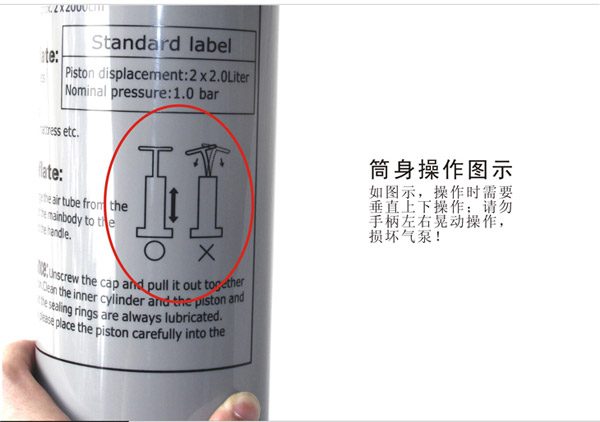 2x2000cm
Standard label
Piston displacement:2x2.0Liter
Nominal pressure:1.0 bar
etc.
the air tube from the
mainbody to the
handle.
Unscrew the cap and pull it out together
Clean the inner cylinder and the piston and
the sealing rings are always lubricated.
please place the piston carefully into the
筒身操作图示
如图示，操作时需要
垂直上下操作；请勿
手柄左右晃动操作，
损坏气泵！